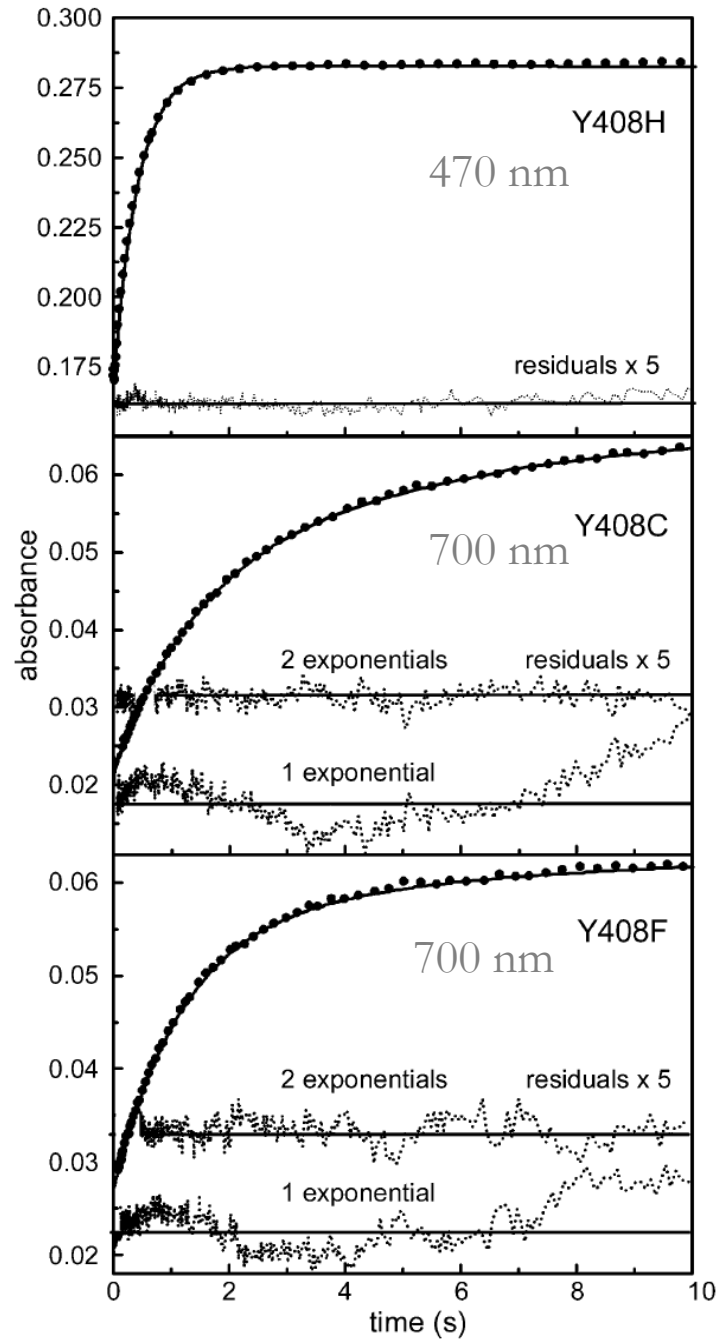 0.300
0.275
Y408H
470 nm
0.250
0.225
0.200
0.175
residuals x 5
0.06
Y408C
700 nm
0.05
absorbance
0.04
2 exponentials residuals x 5
0.03
1 exponential
0.02
0.06
Y408F
700 nm
0.05
0.04
2 exponentials residuals x 5
0.03
1 exponential
0.02
0 2 4 6 8 10
time (s)